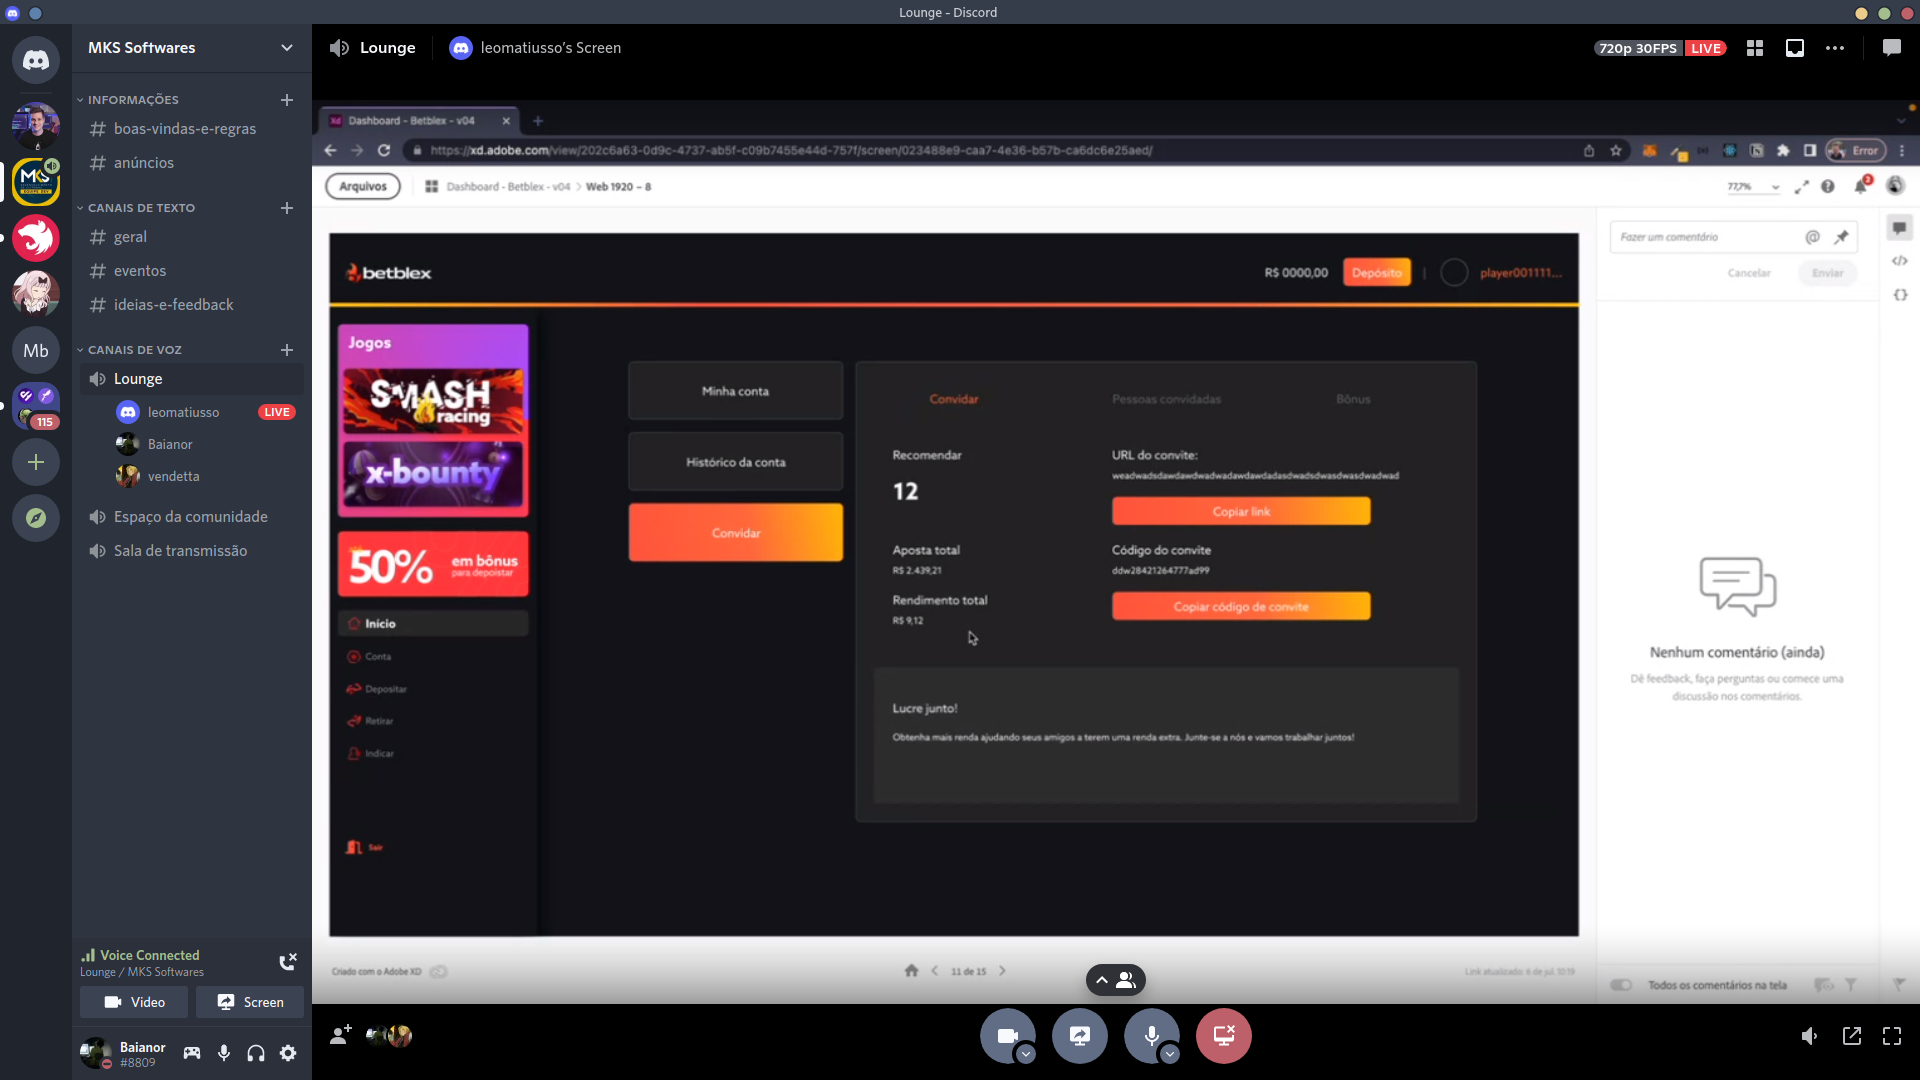 Lounge - Discord
MKS Softwares
INFORMAÇÕES
boas-vindas-e-regras
anúncios
CANAIS DE TEXTO
geral
eventos
ideias-e-feedback
CANAIS DE VOZ
Lounge
leomatiusso LIVE
Baianor
vendetta
Espaço da comunidade
Sala de transmissão
Mb
115
MKS
Voice Connected
Lounge / MKS Softwares
Video Screen
Baianor
#8809
Lounge leomatiusso's Screen
720p 30FPS LIVE
Xd Dashboard - Betblex - v04
https://xd.adobe.com/view/202c6a63-0d9c-4737-ab5f-c09b7455e44d-757f/screen/023488e9-caa7-4e36-b57b-ca6dc6e25aed/
Error
Arquivos Dashboard - Betblex - v04 > Web 1920 – 8
77,7%
2
betblex
R$ 0000,00 Depósito | player001111...
Jogos
SMASH
racing
x-bounty
50% em bônus
para depoistar
Início
Conta
Depositar
Retirar
Indicar
Sair
Minha conta
Histórico da conta
Convidar
Convidar Pessoas convidadas Bônus
Recomendar
12
Aposta total
R$ 2.439,21
Rendimento total
R$ 9,12
URL do convite:
weadwadsdawdawdwadwadawdawdadasdwadsdwasdwasdwadwad
Copiar link
Código do convite
ddw28421264777ad99
Copiar código de convite
Lucre junto!
Obtenha mais renda ajudando seus amigos a terem uma renda extra. Junte-se a nós e vamos trabalhar juntos!
Fazer um comentário @
Cancelar Enviar
Nenhum comentário (ainda)
Dê feedback, faça perguntas ou comece uma
discussão nos comentários.
Criado com o Adobe XD
11 de 15
Link atualizado: 6 de jul. 10:19
Todos os comentários na tela